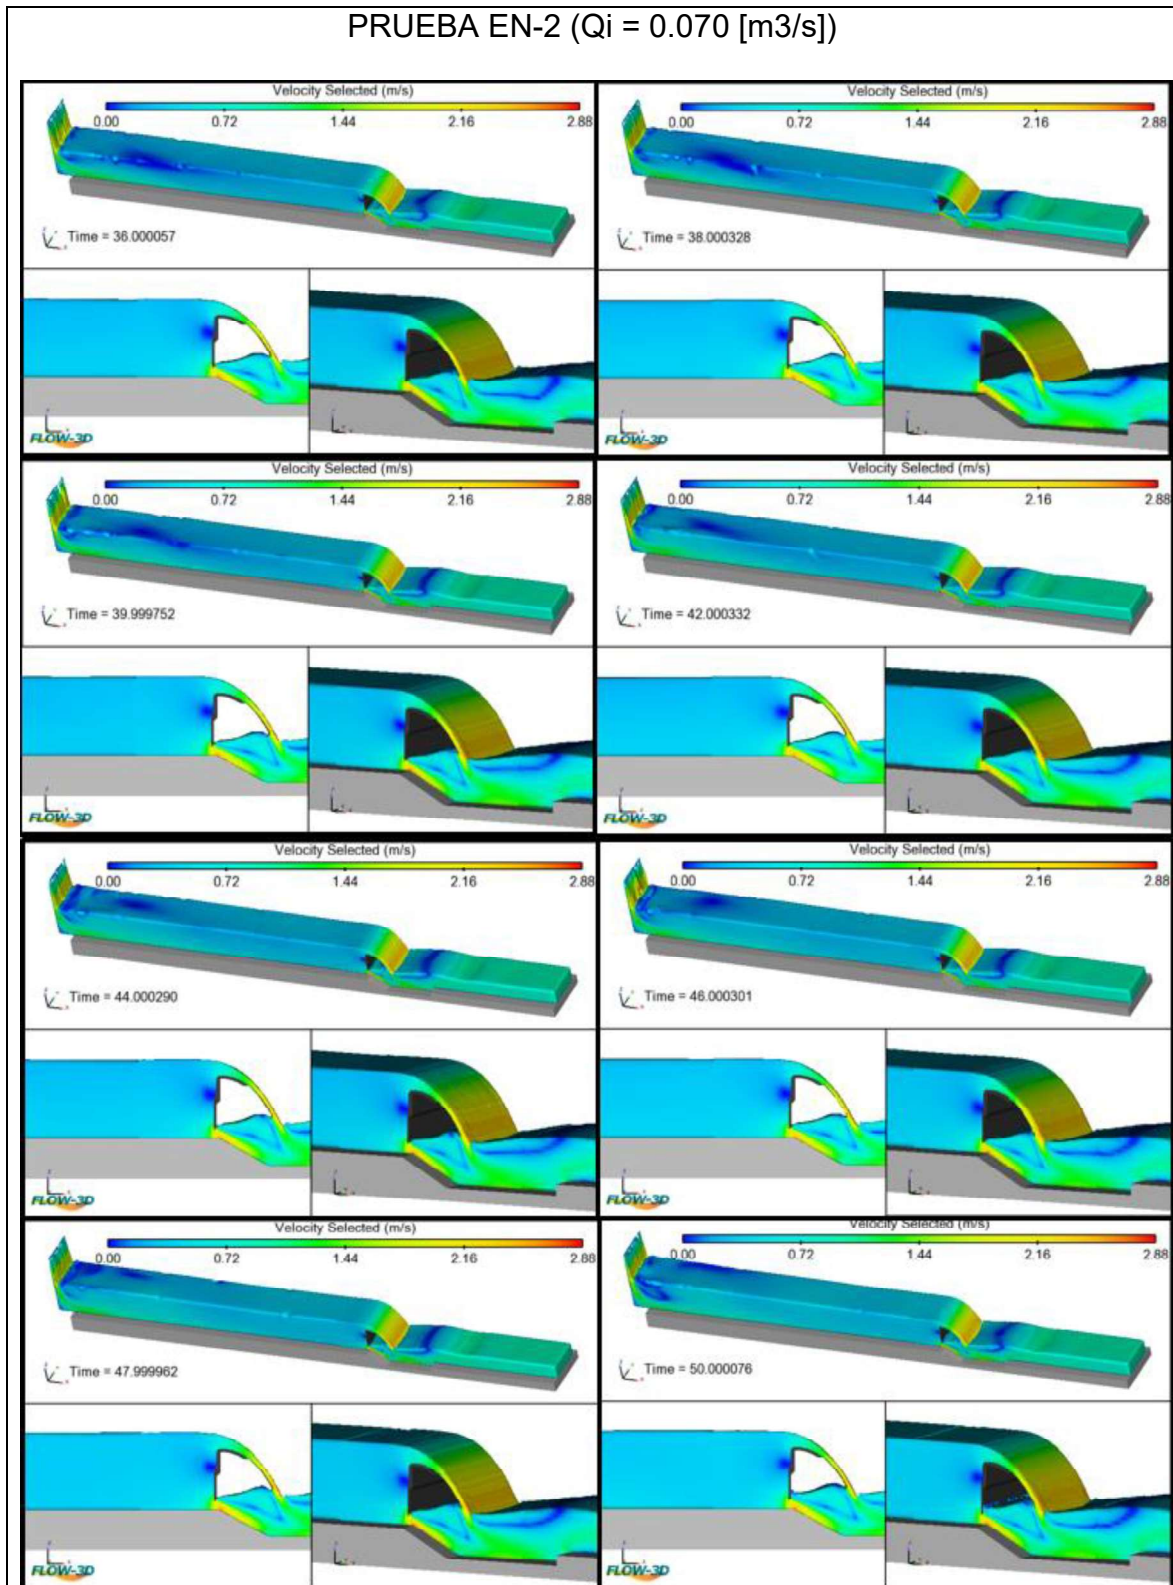 PRUEBA EN-2 (Qi = 0.070 [m3/s])
Velocity Selected (m/s)
0.00 0.72 1.44 2.16 2.88
Time = 36.000057
FLOW-3D
Velocity Selected (m/s)
0.00 0.72 1.44 2.16 2.88
Time = 38.000328
FLOW-3D
Velocity Selected (m/s)
0.00 0.72 1.44 2.16 2.88
Time = 39.999752
FLOW-3D
Velocity Selected (m/s)
0.00 0.72 1.44 2.16 2.88
Time = 42.000332
FLOW-3D
Velocity Selected (m/s)
0.00 0.72 1.44 2.16 2.88
Time = 44.000290
FLOW-3D
Velocity Selected (m/s)
0.00 0.72 1.44 2.16 2.88
Time = 46.000301
FLOW-3D
Velocity Selected (m/s)
0.00 0.72 1.44 2.16 2.88
Time = 47.999962
FLOW-3D
Velocity Selected (m/s)
0.00 0.72 1.44 2.16 2.88
Time = 50.000076
FLOW-3D